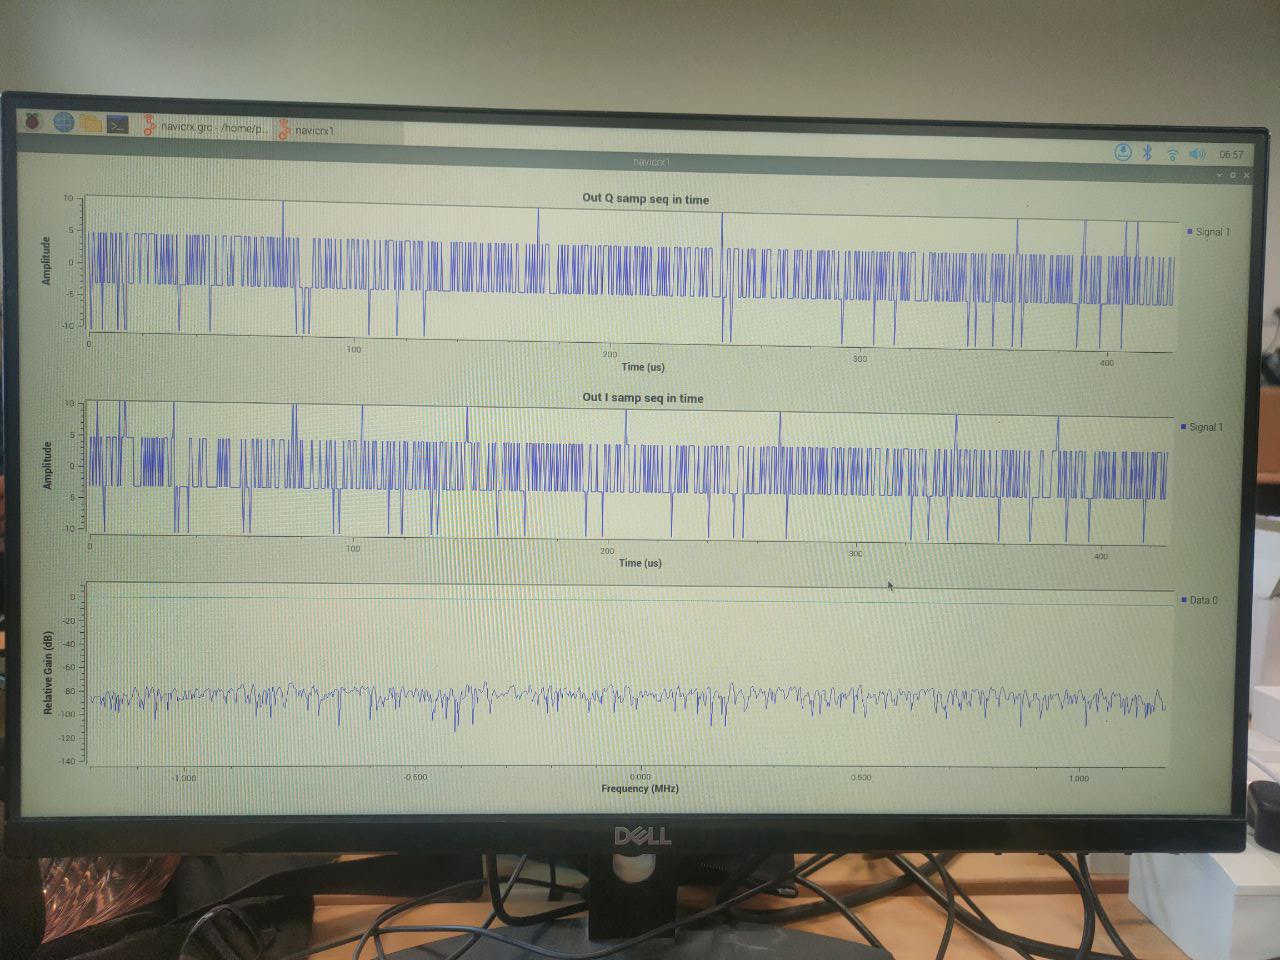 navicrx.grc - /home/p... navicrx1
06:57
navicrx1
Out Q samp seq in time
Signal 1
Amplitude
10
5
0
-5
-10
0 100 200 300 400
Time (us)
Out I samp seq in time
Signal 1
Amplitude
10
5
0
5
-10
0 100 200 300 400
Time (us)
Data 0
Relative Gain (dB)
0
-20
-40
-60
-80
-100
-120
-140
-1.000 -0.500 0.000 0.500 1.000
Frequency (MHz)
DELL